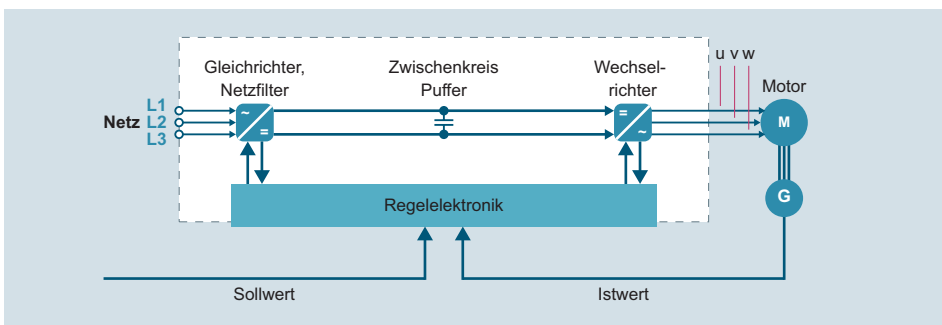 Gleichrichter,
Netzfilter
Zwischenkreis
Puffer
Wechsel-
richter
u v w
Motor
Netz
L1
L2
L3
~
=
=
~
M
G
Regelelektronik
Sollwert
Istwert